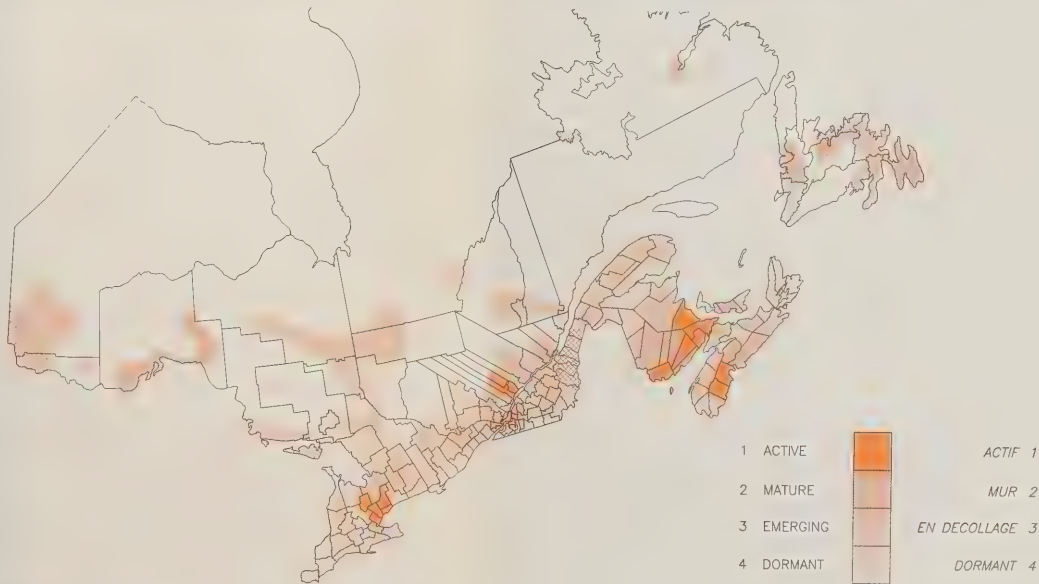 1 ACTIVE ACTIF 1
2 MATURE MUR 2
3 EMERGING EN DECOLLAGE 3
4 DORMANT DORMANT 4